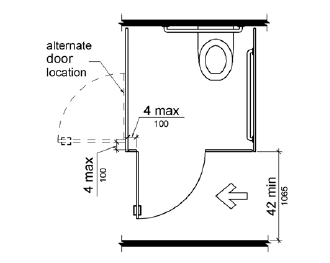 alternate
door
location
4 max
100
4 max
100
42 min
1065